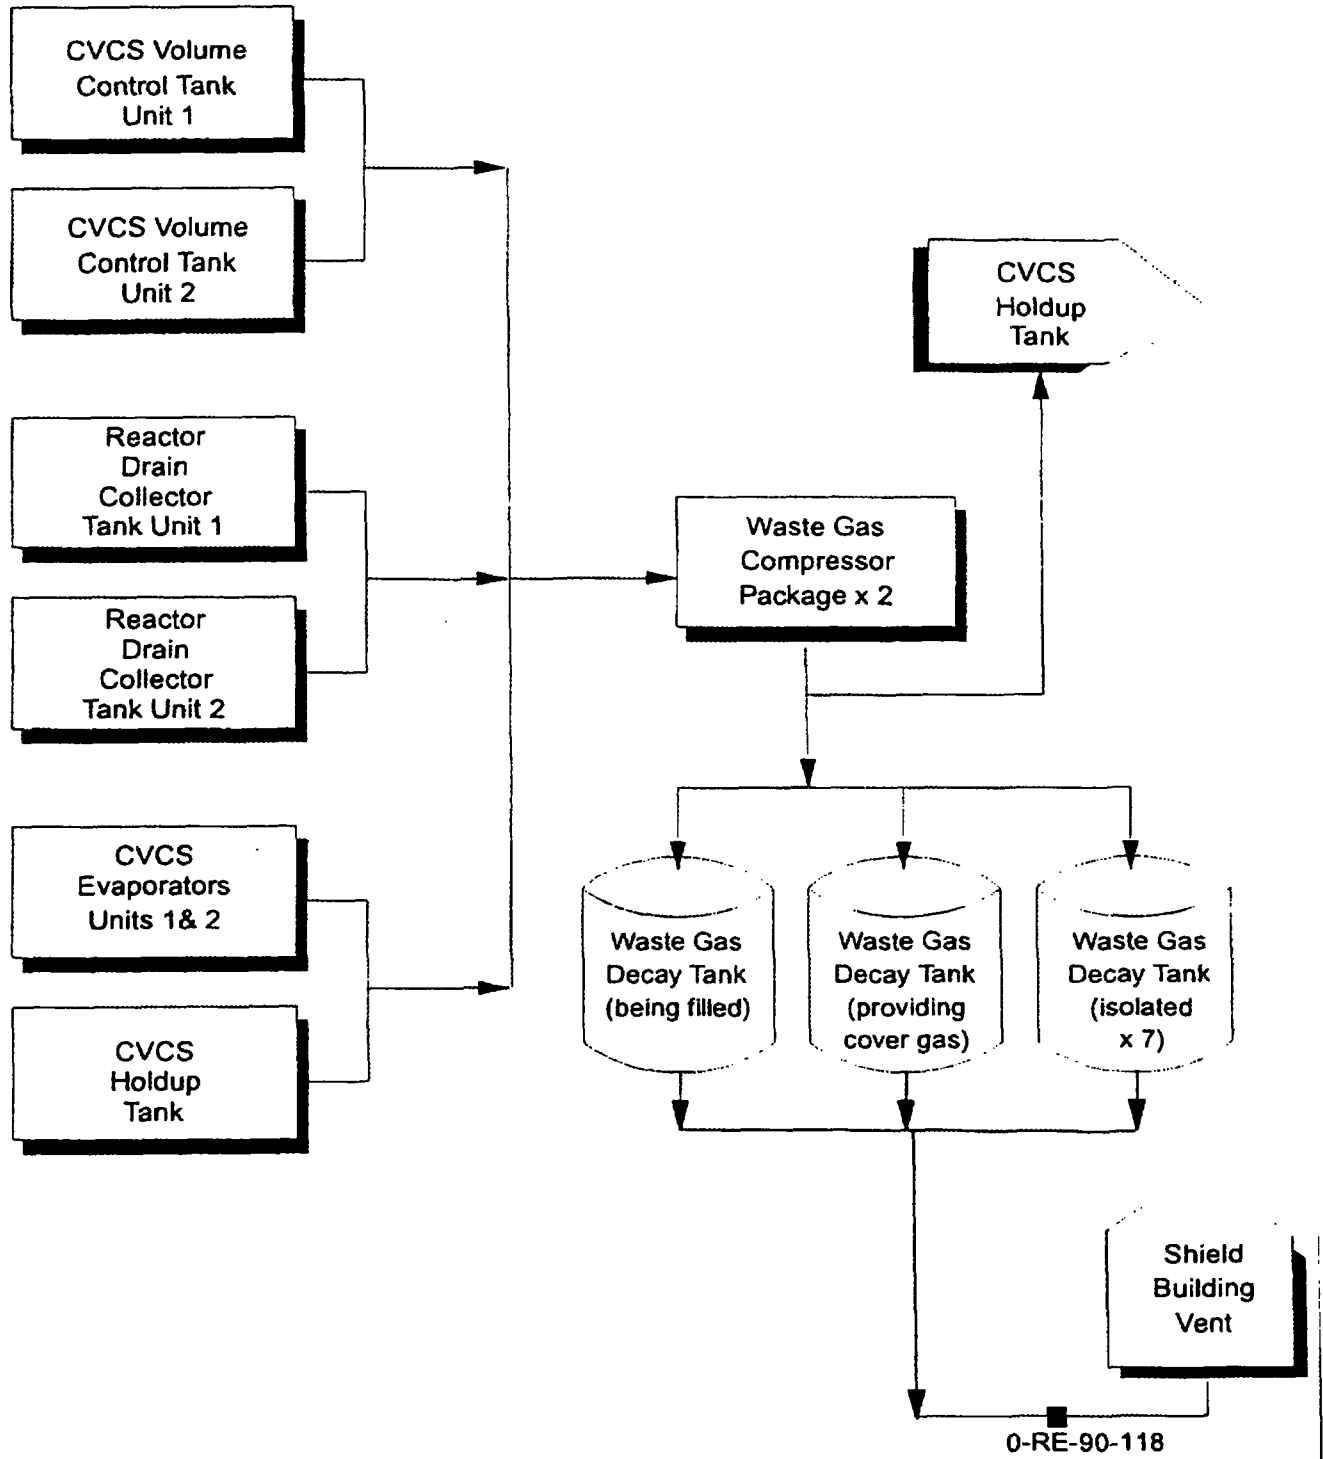 CVCS Volume
Control Tank
Unit 1
CVCS Volume
Control Tank
Unit 2
CVCS
Holdup
Tank
Reactor
Drain
Collector
Tank Unit 1
Waste Gas
Compressor
Package x 2
Reactor
Drain
Collector
Tank Unit 2
CVCS
Evaporators
Units 1& 2
Waste Gas
Decay Tank
(being filled)
Waste Gas
Decay Tank
(providing
cover gas)
Waste Gas
Decay Tank
(isolated
x 7)
CVCS
Holdup
Tank
Shield
Building
Vent
0-RE-90-118